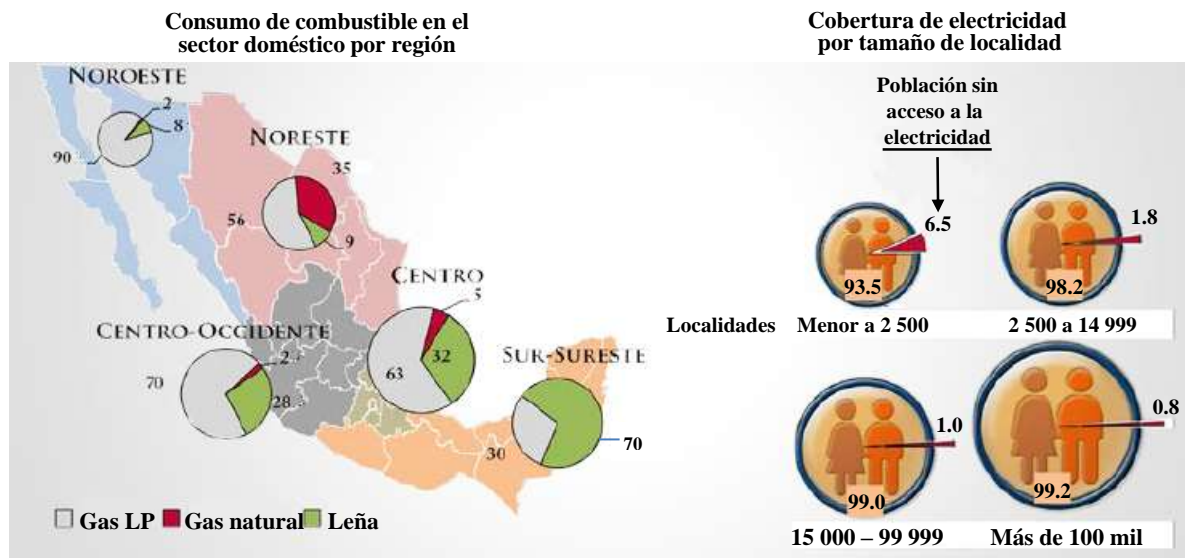 Consumo de combustible en el
sector doméstico por región
NOROESTE
2
8
90
NORESTE
35
56
9
CENTRO
5
32
63
CENTRO-OCCIDENTE
2
70
28
SUR-SURESTE
30
70
Gas LP
Gas natural
Leña
Cobertura de electricidad
por tamaño de localidad
Población sin
acceso a la
electricidad
6.5
93.5
1.8
98.2
Localidades
Menor a 2 500
2 500 a 14 999
1.0
99.0
0.8
99.2
15 000 – 99 999
Más de 100 mil